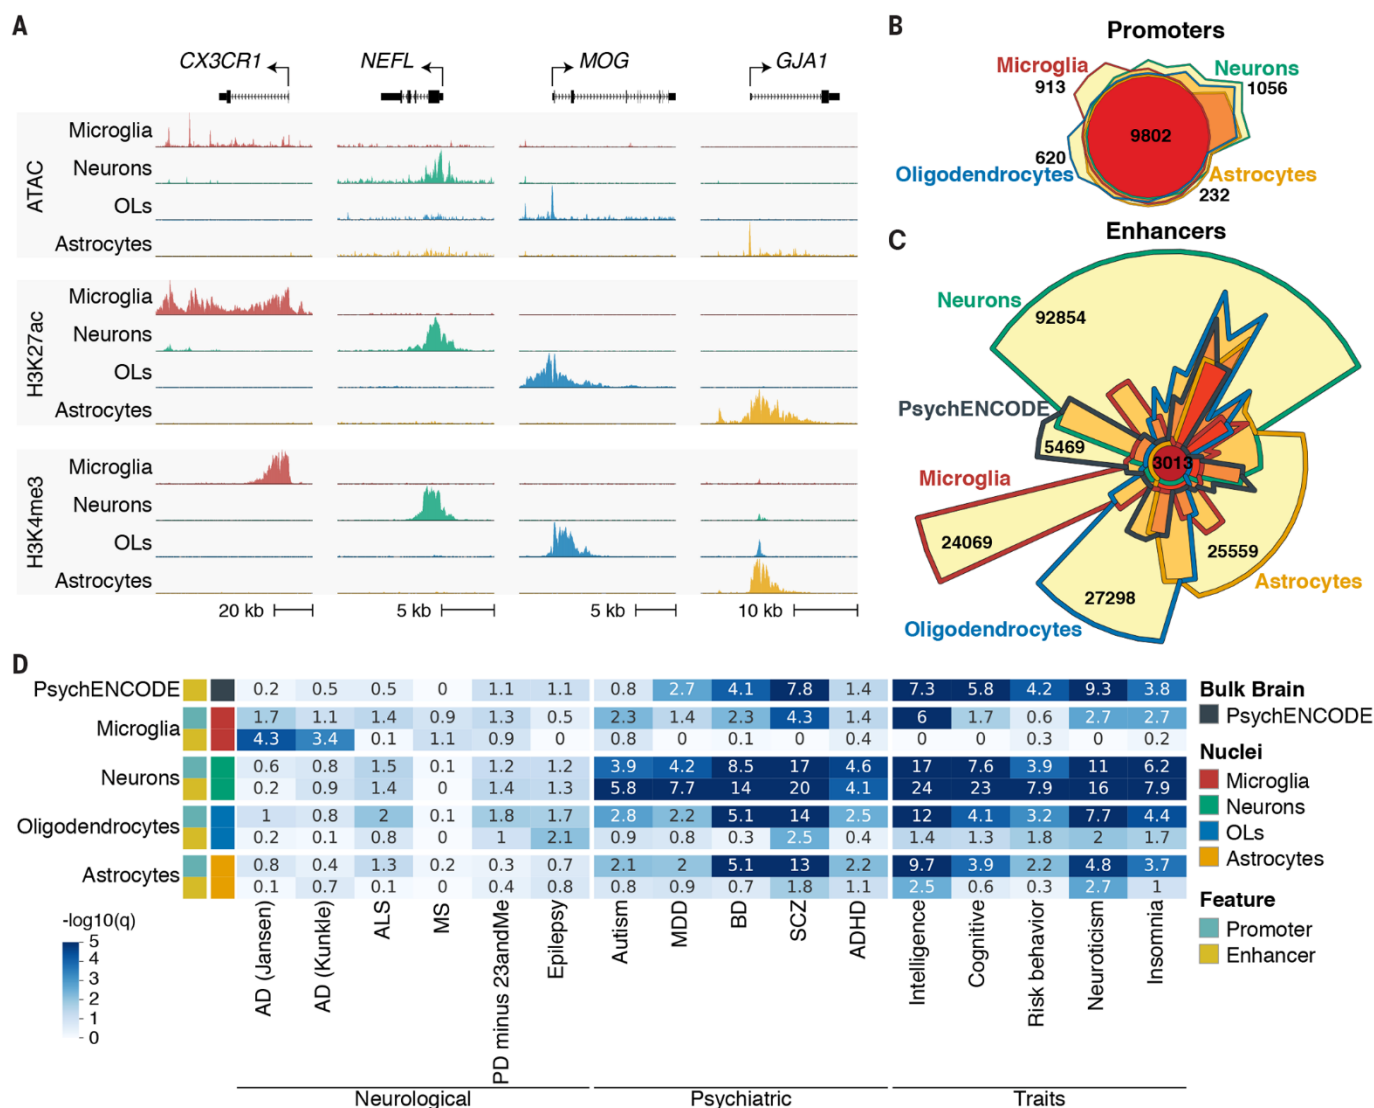 A
CX3CR1 NEFL MOG GJA1
ATAC
Microglia
Neurons
OLs
Astrocytes
H3K27ac
Microglia
Neurons
OLs
Astrocytes
H3K4me3
Microglia
Neurons
OLs
Astrocytes
20 kb 5 kb 5 kb 10 kb
B
Promoters
Microglia
913
Neurons
1056
9802
620
Oligodendrocytes
Astrocytes
232
C
Enhancers
Neurons
92854
PsychENCODE
5469
3013
Microglia
24069
25559
Astrocytes
27298
Oligodendrocytes
D
PsychENCODE 0.2 0.5 0.5 0 1.1 1.1 0.8 2.7 4.1 7.8 1.4 7.3 5.8 4.2 9.3 3.8
Microglia
1.7 1.1 1.4 0.9 1.3 0.5 2.3 1.4 2.3 4.3 1.4 6 1.7 0.6 2.7 2.7
4.3 3.4 0.1 1.1 0.9 0 0.8 0 0.1 0 0.4 0 0 0.3 0 0.2
Neurons
0.6 0.8 1.5 0.1 1.2 1.2 3.9 4.2 8.5 17 4.6 17 7.6 3.9 11 6.2
0.2 0.9 1.4 0 1.4 1.3 5.8 7.7 14 20 4.1 24 23 7.9 16 7.9
Oligodendrocytes
1 0.8 2 0.1 1.8 1.7 2.8 2.2 5.1 14 2.5 12 4.1 3.2 7.7 4.4
0.2 0.1 0.8 0 1 2.1 0.9 0.8 0.3 2.5 0.4 1.4 1.3 1.8 2 1.7
Astrocytes
0.8 0.4 1.3 0.2 0.3 0.7 2.1 2 5.1 13 2.2 9.7 3.9 2.2 4.8 3.7
0.1 0.7 0.1 0 0.4 0.8 0.8 0.9 0.7 1.8 1.1 2.5 0.6 0.3 2.7 1
-log10(q)
5
4
3
2
1
0
AD (Jansen)
AD (Kunkle)
ALS
MS
PD minus 23andMe
Epilepsy
Autism
MDD
BD
SCZ
ADHD
Intelligence
Cognitive
Risk behavior
Neuroticism
Insomnia
Neurological Psychiatric Traits
Bulk Brain
PsychENCODE
Nuclei
Microglia
Neurons
OLs
Astrocytes
Feature
Promoter
Enhancer